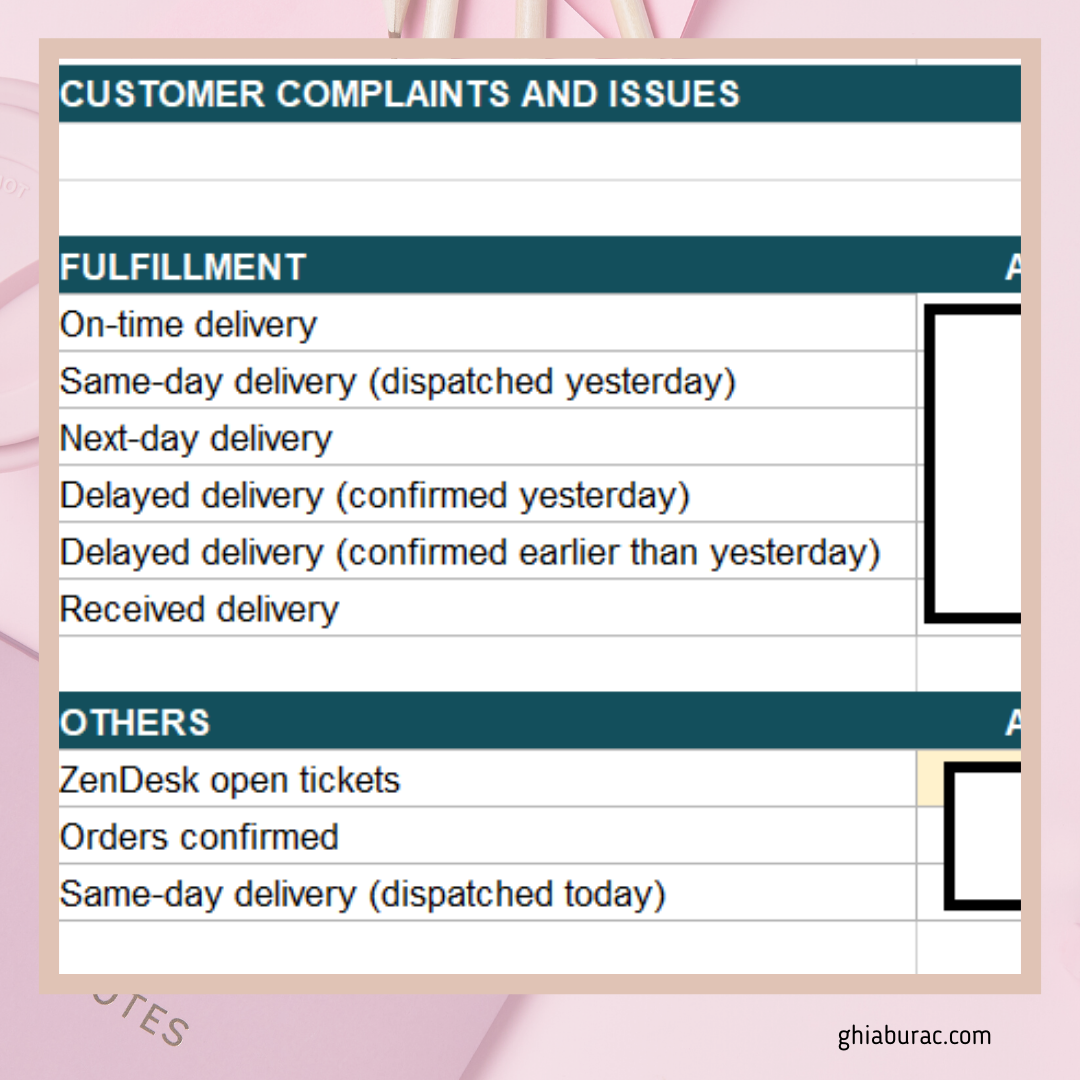 CUSTOMER COMPLAINTS AND ISSUES
FULFILLMENT A
On-time delivery
Same-day delivery (dispatched yesterday)
Next-day delivery
Delayed delivery (confirmed yesterday)
Delayed delivery (confirmed earlier than yesterday)
Received delivery
OTHERS A
ZenDesk open tickets
Orders confirmed
Same-day delivery (dispatched today)
OTES
ghiaburac.com